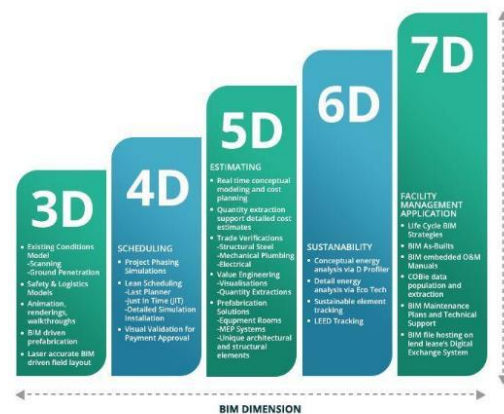 3D
• Existing Conditions
Model
-Scanning
-Ground Penetration
• Safety & Logistics
Models
• Animation,
renderings,
walkthroughs
• BIM driven
prefabrication
• Laser accurate BIM
driven field layout
4D
SCHEDULING
• Project Phasing
Simulations
• Lean Scheduling
-Last Planner
-Just In Time (JIT)
-Detailed Simulation
Installation
• Visual Validation for
Payment Approval
5D
ESTIMATING
• Real time conceptual
modeling and cost
planning
• Quantity extraction
support detailed cost
estimates
• Trade Verifications
-Structural Steel
-Mechanical Plumbing
-Electrical
• Value Engineering
-Visualisations
-Quantity Extractions
• Prefabrication
Solutions
-Equpment Rooms
-MEP Systems
-Unique architectural
and structural
elements
6D
SUSTAINABILITY
• Conceptual energy
analysis via D Profiler
• Detail energy
analysis via Eco Tech
• Sustainable element
tracking
• LEED Tracking
7D
FACILITY
MANAGEMENT
APPLICATION
• Life Cycle BIM
Strategies
• BIM As-Builts
• BIM embedded O&M
Manuals
• COBie data
population and
extraction
• BIM Maintenance
Plans and Technical
Support
• BIM file hosting on
lend lease's Digital
Exchange System
BIM DIMENSION